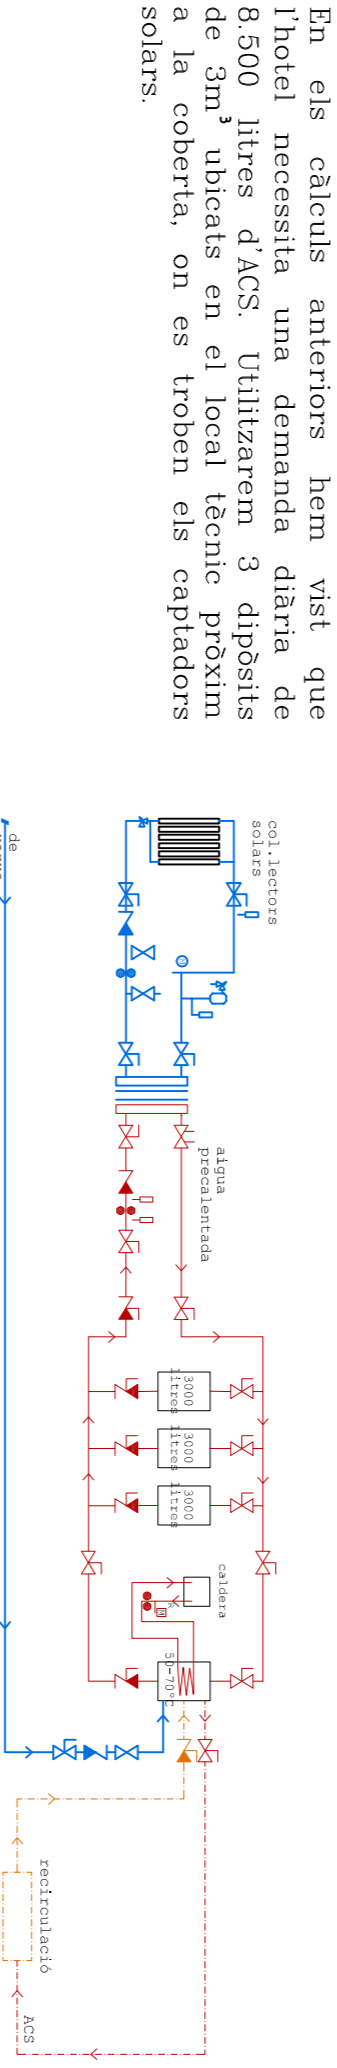 En els càlculs anteriors hem vist que
l'hotel necessita una demanda diària de
8.500 litres d'ACS. Utilitzarem 3 dipòsits
de 3m³ ubicats en el local tècnic pròxim
a la coberta, on es troben els captadors
solars.
col.lectors
solars
aigua
precalentada
3000
litres
3000
litres
3000
litres
caldera
R
M
50-70ºC
de
recirculació
ACS